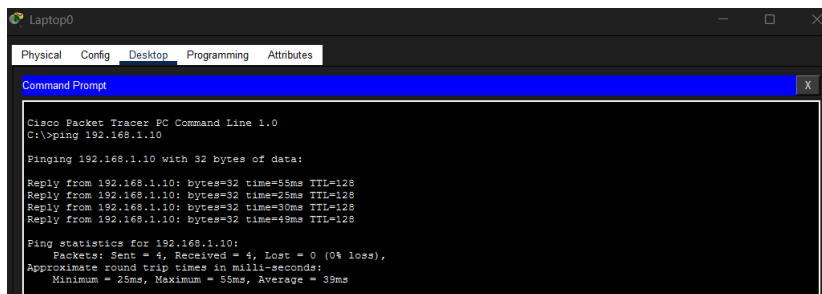 Laptop0
Physical Config Desktop Programming Attributes
Command Prompt
X
Cisco Packet Tracer PC Command Line 1.0
C:\>ping 192.168.1.10
Pinging 192.168.1.10 with 32 bytes of data:
Reply from 192.168.1.10: bytes=32 time=55ms TTL=128
Reply from 192.168.1.10: bytes=32 time=25ms TTL=128
Reply from 192.168.1.10: bytes=32 time=30ms TTL=128
Reply from 192.168.1.10: bytes=32 time=49ms TTL=128
Ping statistics for 192.168.1.10:
Packets: Sent = 4, Received = 4, Lost = 0 (0% loss),
Approximate round trip times in milli-seconds:
Minimum = 25ms, Maximum = 55ms, Average = 39ms